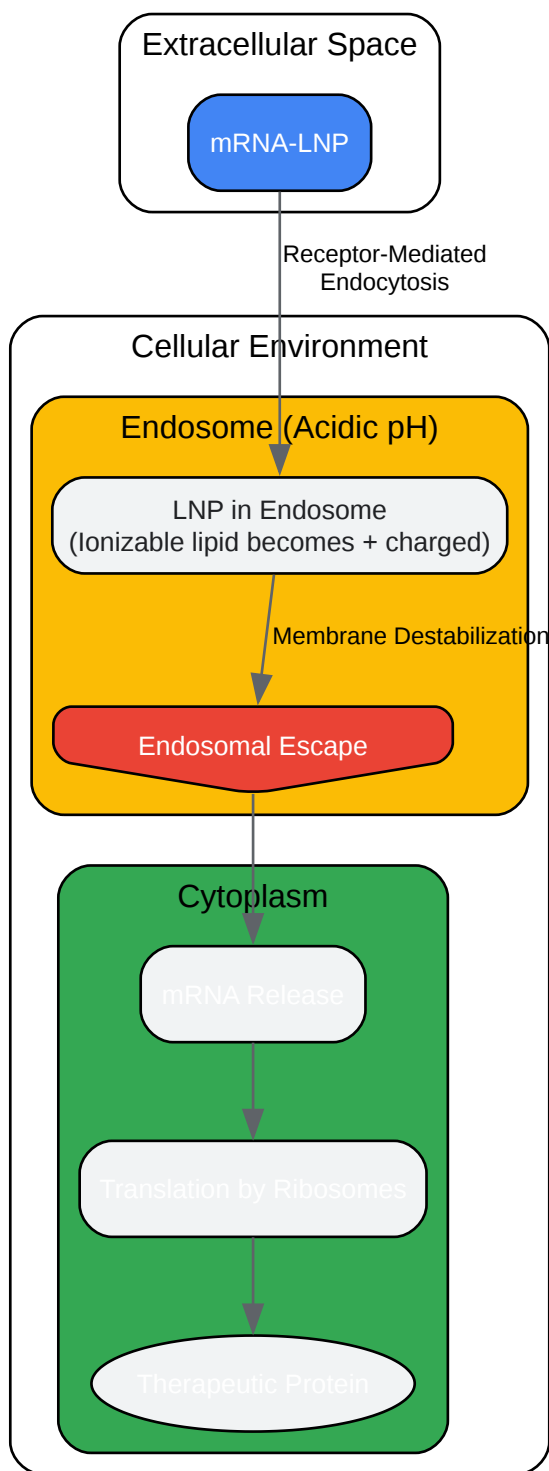 Extracellular Space
mRNA-LNP
Receptor-Mediated
Endocytosis
Cellular Environment
Endosome (Acidic pH)
LNP in Endosome
(Ionizable lipid becomes + charged)
Membrane Destabilization
Endosomal Escape
Cytoplasm
mRNA Release
Translation by Ribosomes
Therapeutic Protein